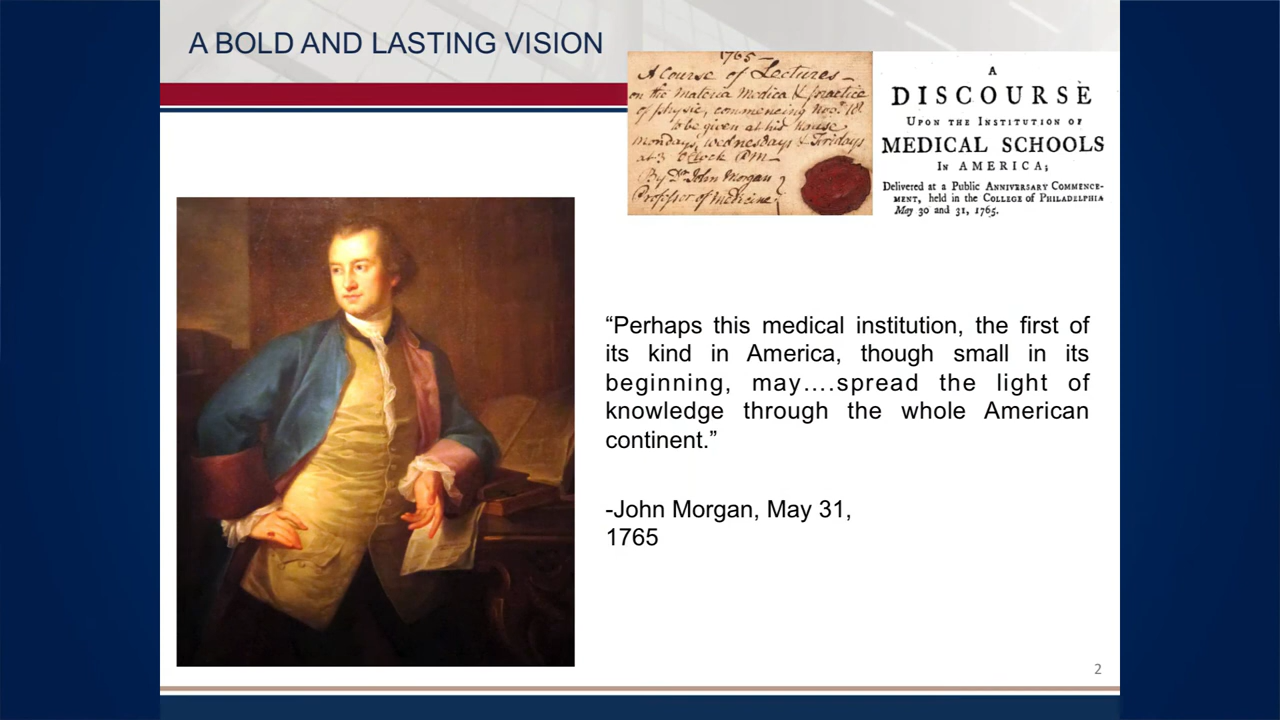 A BOLD AND LASTING VISION
1765
A Course of Lectures
on the Materia Medica & practice
of physic, commencing Novr. 18
to be given at his House
mondays, wednesdays & Fridays
at 3 O'Clock P.M.
By Dr. John Morgan
Professor of medicine
A
DISCOURSE
UPON THE INSTITUTION OF
MEDICAL SCHOOLS
IN AMERICA;
Delivered at a Public ANNIVERSARY COMMENCE-
MENT, held in the COLLEGE of PHILADELPHIA
May 30 and 31, 1765.
“Perhaps this medical institution, the first of
its kind in America, though small in its
beginning, may….spread the light of
knowledge through the whole American
continent.”
-John Morgan, May 31,
1765
2